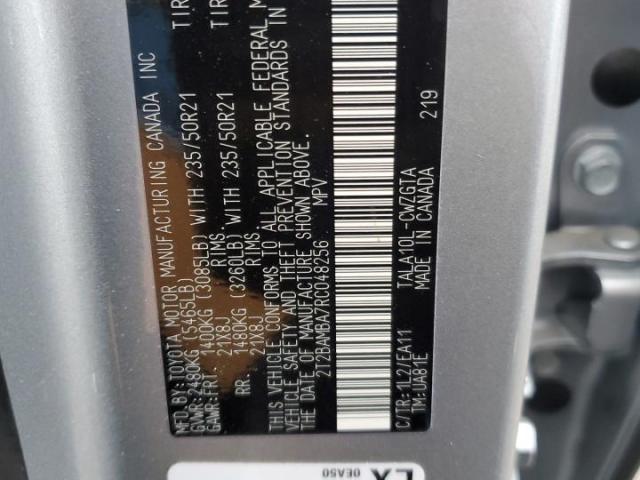 MFD BY: TOYOTA MOTOR MANUFACTURING CANADA INC
GVWR: 2480KG (5465LB)
GAWR: FRT. 1400KG (3085LB) WITH 235/50R21 TIR
21X8J RIMS.
RR. 1480KG (3260LB) WITH 235/50R21 TIR
21X8J RIMS.
THIS VEHICLE CONFORMS TO ALL APPLICABLE FEDERAL M
VEHICLE SAFETY AND THEFT PREVENTION STANDARDS IN
THE DATE OF MANUFACTURE SHOWN ABOVE.
2T2BAMBA7RC048256 MPV
C/TR: 1L2/EA11 TALA10L-CWZGTA 219
TM: UA81E MADE IN CANADA
LX
0EA50